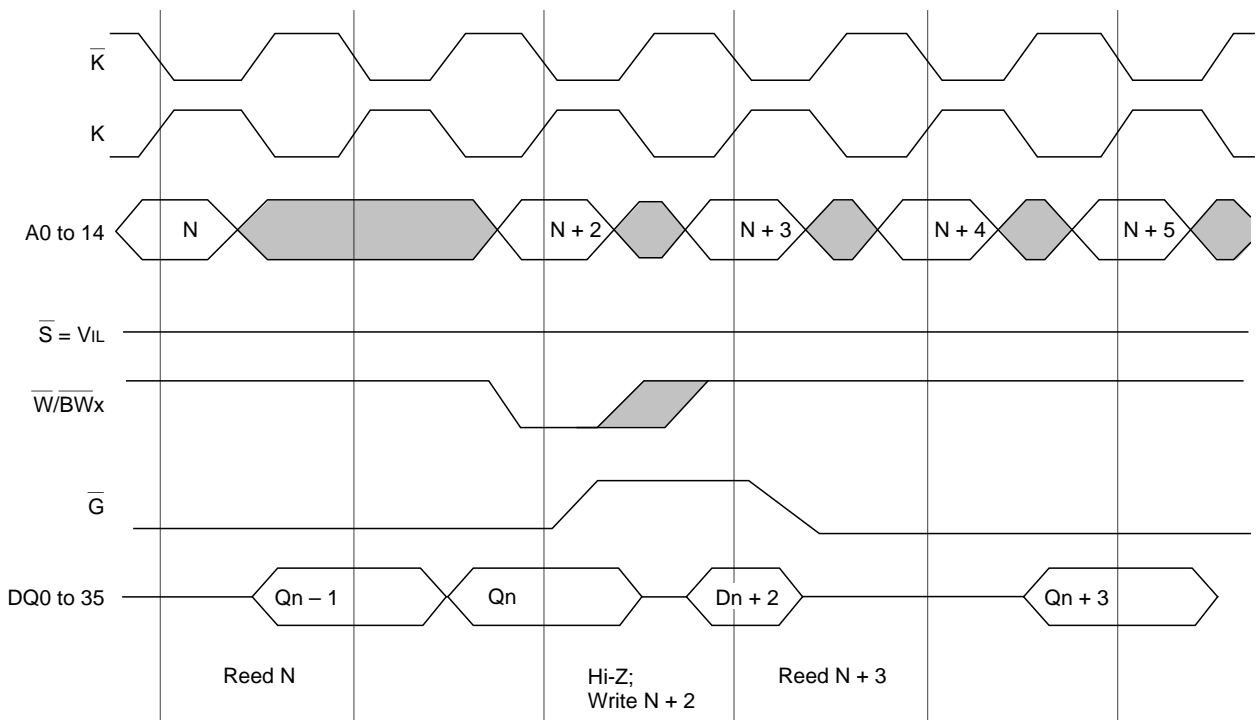 K̅
K
A0 to 14 N N + 2 N + 3 N + 4 N + 5
S̅ = VIL
W̅/B̅W̅x
G̅
DQ0 to 35 Qn – 1 Qn Dn + 2 Qn + 3
Reed N Hi-Z; Reed N + 3
Write N + 2